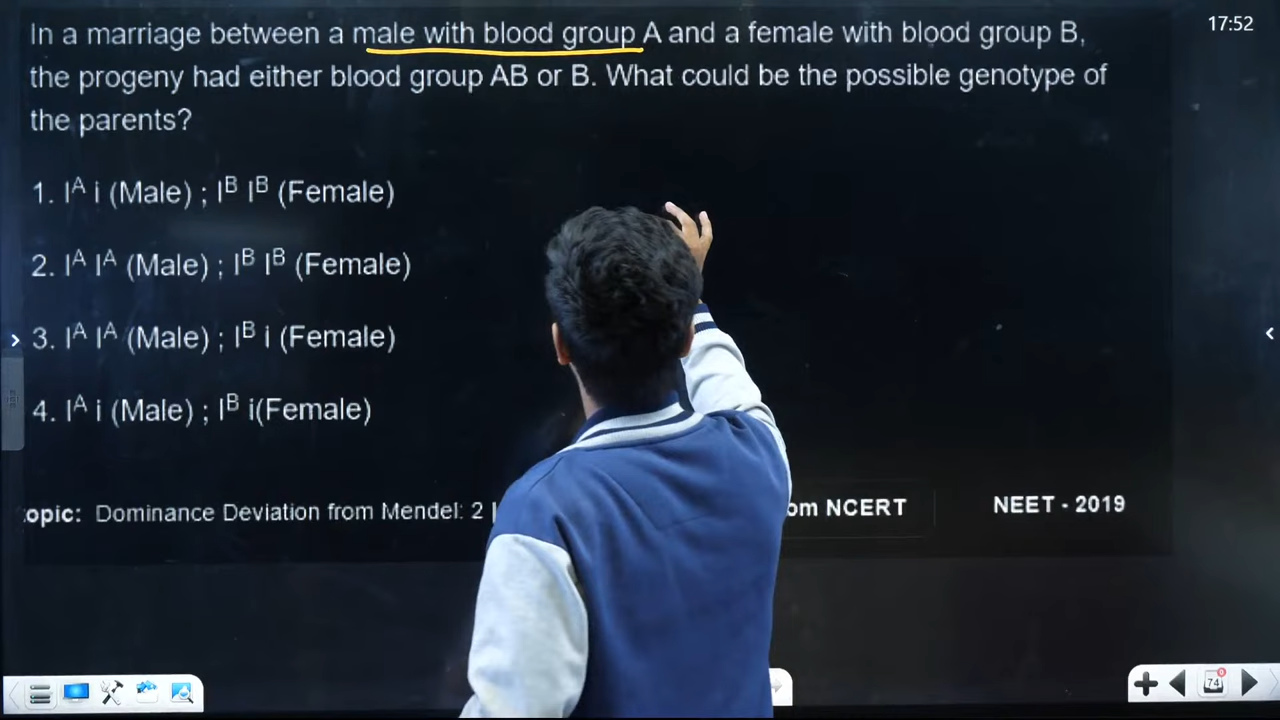 In a marriage between a male with blood group A and a female with blood group B,
17:52
the progeny had either blood group AB or B. What could be the possible genotype of
the parents?
1. I^A i (Male) ; I^B I^B (Female)
2. I^A I^A (Male) ; I^B I^B (Female)
3. I^A I^A (Male) ; I^B i (Female)
4. I^A i (Male) ; I^B i(Female)
opic: Dominance Deviation from Mendel: 2 om NCERT NEET - 2019
74